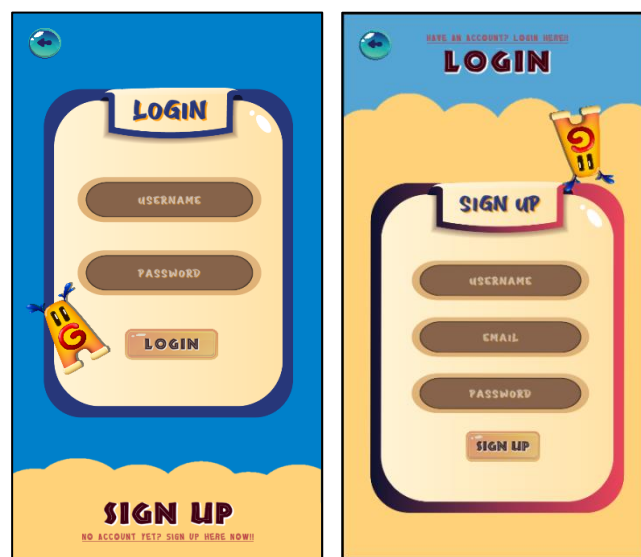 LOGIN
USERNAME
PASSWORD
G
LOGIN
SIGN UP
NO ACCOUNT YET? SIGN UP HERE NOW!!
HAVE AN ACCOUNT? LOGIN HERE!!
LOGIN
G
SIGN UP
USERNAME
EMAIL
PASSWORD
SIGN UP